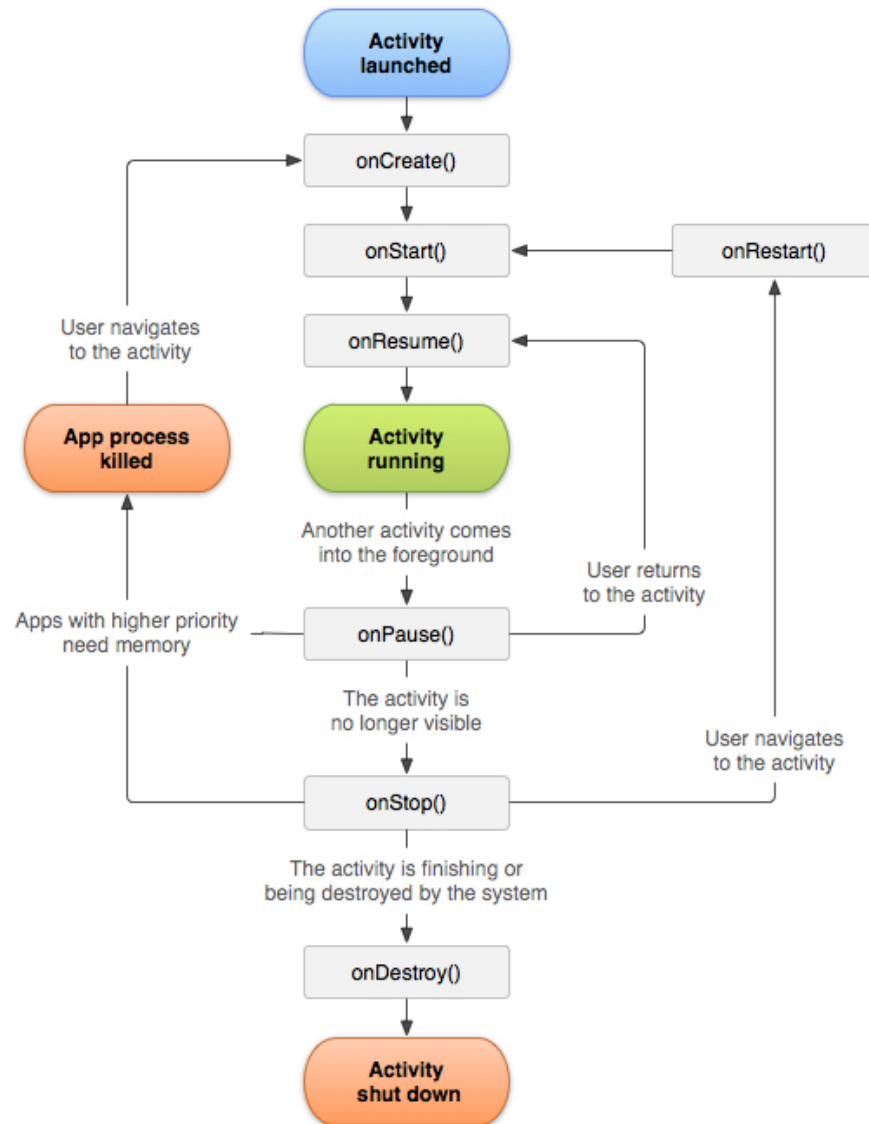 Activity
launched
onCreate()
onStart()
onRestart()
User navigates
to the activity
onResume()
App process
killed
Activity
running
Another activity comes
into the foreground
User returns
to the activity
Apps with higher priority
need memory
onPause()
The activity is
no longer visible
User navigates
to the activity
onStop()
The activity is finishing or
being destroyed by the system
onDestroy()
Activity
shut down